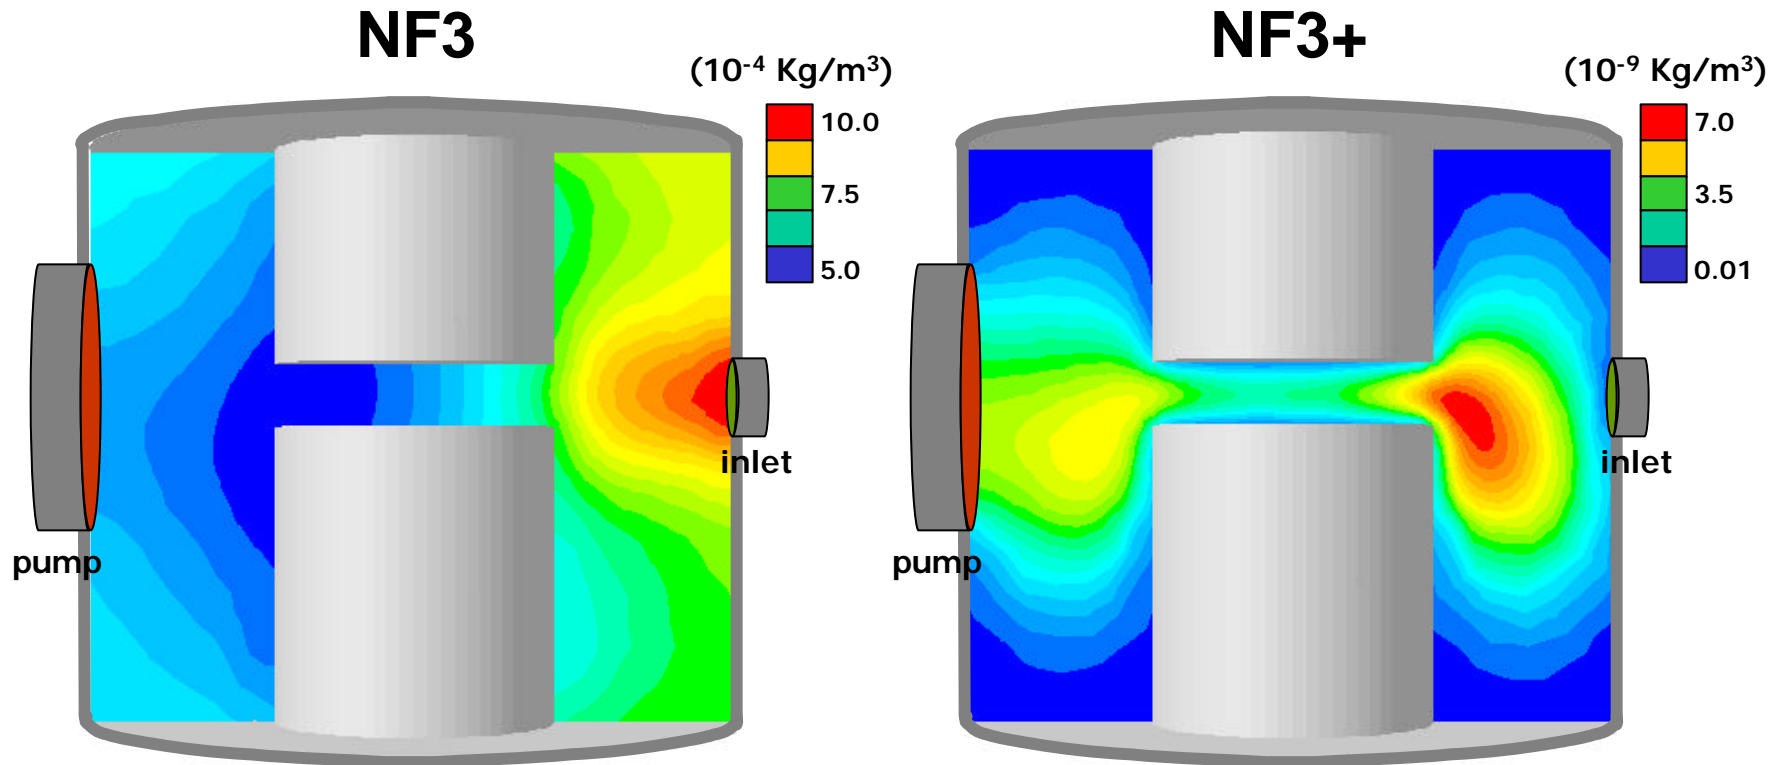 NF3
(10-4 Kg/m3)
10.0
7.5
5.0
inlet
pump
NF3+
(10-9 Kg/m3)
7.0
3.5
0.01
inlet
pump